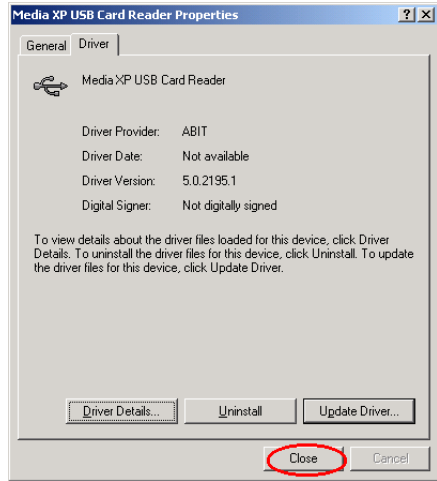 Media XP USB Card Reader Properties
General Driver
Media XP USB Card Reader
Driver Provider: ABIT
Driver Date: Not available
Driver Version: 5.0.2195.1
Digital Signer: Not digitally signed
To view details about the driver files loaded for this device, click Driver
Details. To uninstall the driver files for this device, click Uninstall. To update
the driver files for this device, click Update Driver.
Driver Details... Uninstall Update Driver...
Close Cancel